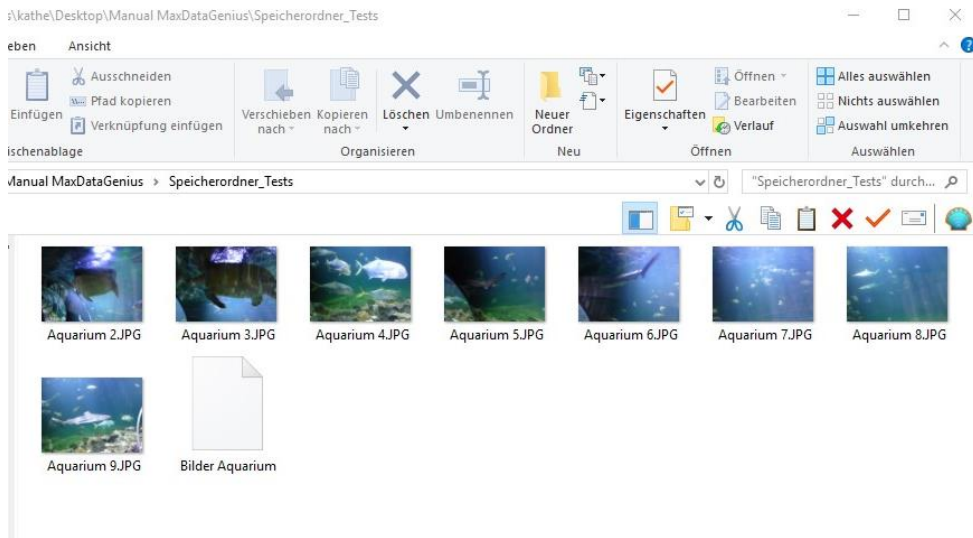 s\kathe\Desktop\Manual MaxDataGenius\Speicherordner_Tests
eben Ansicht
Einfügen
Ausschneiden
Pfad kopieren
Verknüpfung einfügen
ischenablage
Verschieben nach
Kopieren nach
Löschen
Umbenennen
Organisieren
Neuer Ordner
Neu
Eigenschaften
Öffnen
Bearbeiten
Verlauf
Öffnen
Alles auswählen
Nichts auswählen
Auswahl umkehren
Auswählen
Manual MaxDataGenius > Speicherordner_Tests
"Speicherordner_Tests" durch...
Aquarium 2.JPG Aquarium 3.JPG Aquarium 4.JPG Aquarium 5.JPG Aquarium 6.JPG Aquarium 7.JPG Aquarium 8.JPG
Aquarium 9.JPG Bilder Aquarium